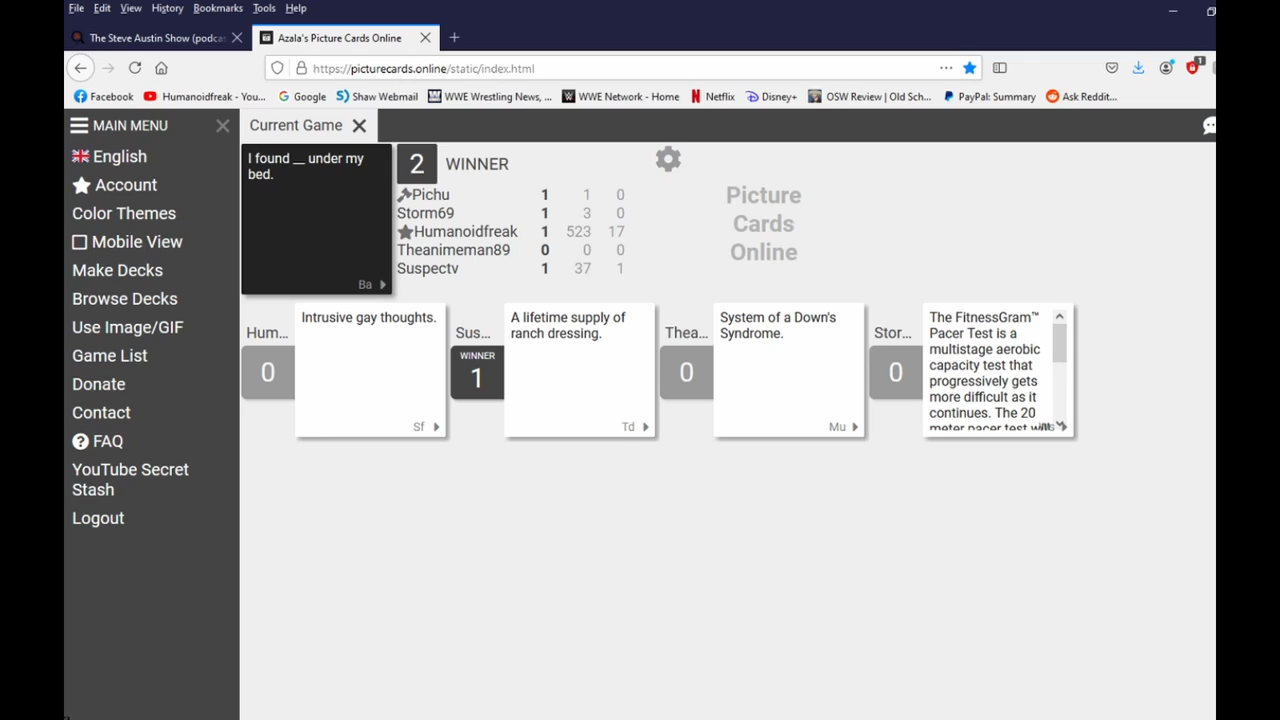 File Edit View History Bookmarks Tools Help
The Steve Austin Show (podca
Azala's Picture Cards Online
https://picturecards.online/static/index.html
1
Facebook Humanoidfreak - You... Google Shaw Webmail WWE Wrestling News, ... WWE Network - Home Netflix Disney+ OSW Review | Old Sch... PayPal: Summary Ask Reddit...
MAIN MENU
English
Account
Color Themes
Mobile View
Make Decks
Browse Decks
Use Image/GIF
Game List
Donate
Contact
FAQ
YouTube Secret
Stash
Logout
Current Game
I found __ under my
bed.
Ba
2 WINNER
Pichu 1 1 0
Storm69 1 3 0
Humanoidfreak 1 523 17
Theanimeman89 0 0 0
Suspectv 1 37 1
Picture
Cards
Online
Hum...
0
Intrusive gay thoughts.
Sf
Sus...
WINNER
1
A lifetime supply of
ranch dressing.
Td
Thea...
0
System of a Down's
Syndrome.
Mu
Stor...
0
The FitnessGram™
Pacer Test is a
multistage aerobic
capacity test that
progressively gets
more difficult as it
continues. The 20
meter pacer test will